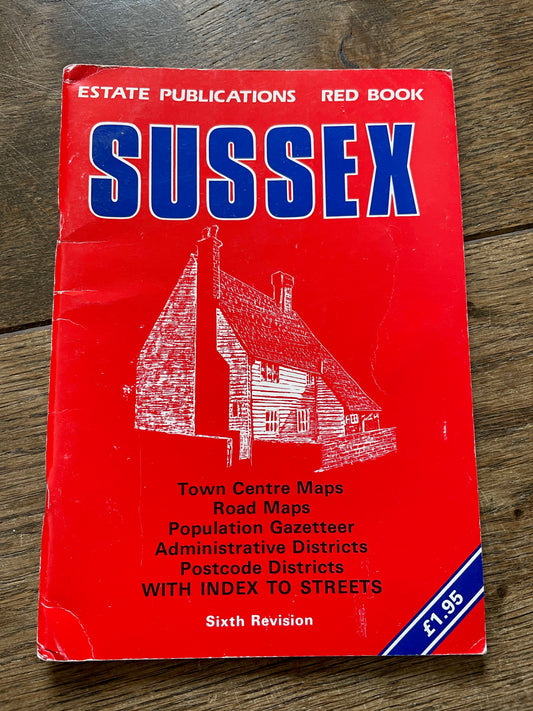 ESTATE PUBLICATIONS RED BOOK
SUSSEX
Town Centre Maps
Road Maps
Population Gazetteer
Administrative Districts
Postcode Districts
WITH INDEX TO STREETS
Sixth Revision
£1.95